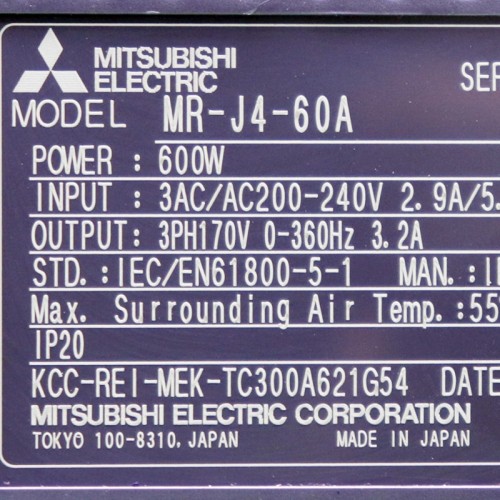 MITSUBISHI
ELECTRIC
SER
MODEL MR-J4-60A
POWER : 600W
INPUT : 3AC/AC200-240V 2.9A/5.
OUTPUT: 3PH170V 0-360Hz 3.2A
STD. : IEC/EN61800-5-1 MAN. : I
Max. Surrounding Air Temp. : 55
IP20
KCC-REI-MEK-TC300A621G54 DATE
MITSUBISHI ELECTRIC CORPORATION
TOKYO 100-8310, JAPAN MADE IN JAPAN